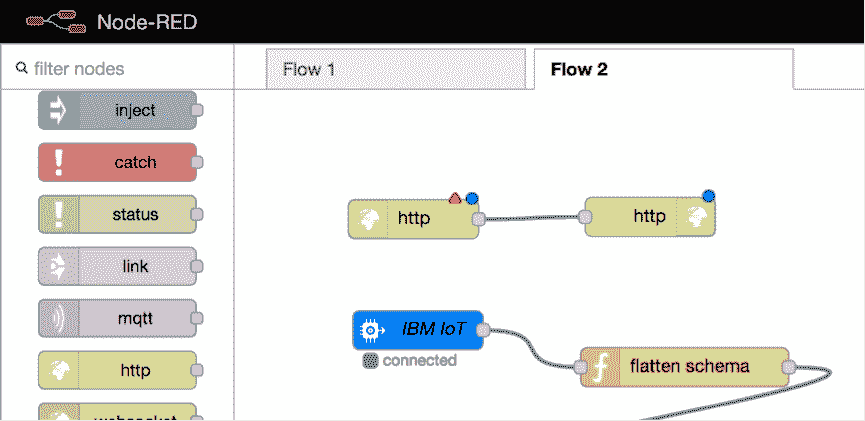 Node-RED
filter nodes
Flow 1
Flow 2
inject
catch
status
link
mqtt
http
http
http
IBM IoT
connected
flatten schema